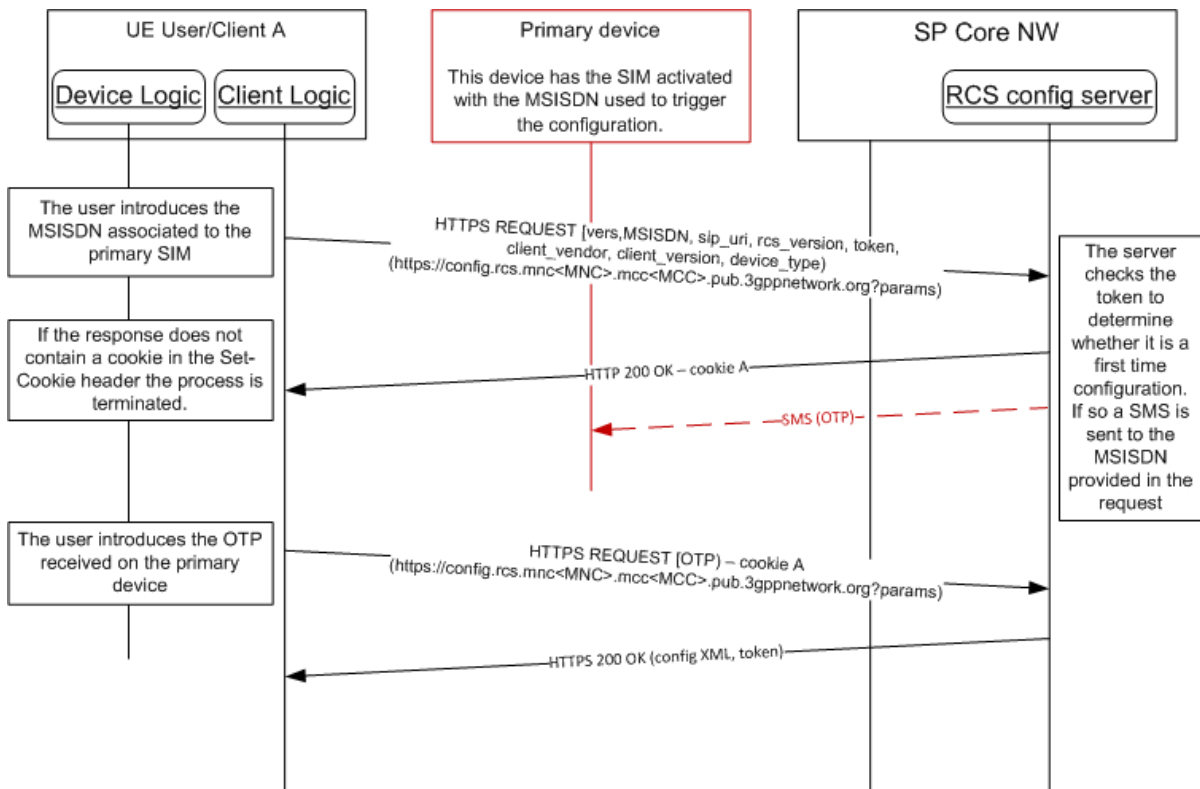 UE User/Client A
Device Logic
Client Logic
Primary device
This device has the SIM activated
with the MSISDN used to trigger
the configuration.
SP Core NW
RCS config server
The user introduces the
MSISDN associated to the
primary SIM
HTTPS REQUEST [vers,MSISDN, sip_uri, rcs_version, token,
client_vendor, client_version, device_type)
(https://config.rcs.mnc<MNC>.mcc<MCC>.pub.3gppnetwork.org?params)
The server
checks the
token to
determine
whether it is a
first time
configuration.
If so a SMS is
sent to the
MSISDN
provided in the
request
If the response does not
contain a cookie in the Set-
Cookie header the process is
terminated.
HTTP 200 OK – cookie A
SMS (OTP)
The user introduces the OTP
received on the primary
device
HTTPS REQUEST [OTP) – cookie A
(https://config.rcs.mnc<MNC>.mcc<MCC>.pub.3gppnetwork.org?params)
HTTPS 200 OK (config XML, token)